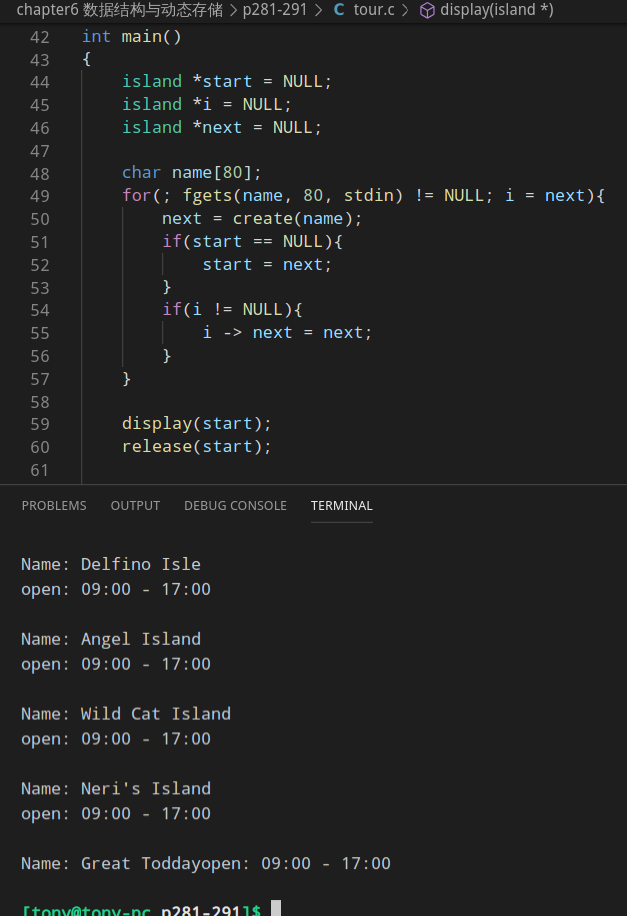 chapter6 数据结构与动态存储 > p281-291 > C tour.c > display(island *)
42 int main()
43 {
44 island *start = NULL;
45 island *i = NULL;
46 island *next = NULL;
47
48 char name[80];
49 for(; fgets(name, 80, stdin) != NULL; i = next){
50 next = create(name);
51 if(start == NULL){
52 start = next;
53 }
54 if(i != NULL){
55 i -> next = next;
56 }
57 }
58
59 display(start);
60 release(start);
61
PROBLEMS OUTPUT DEBUG CONSOLE TERMINAL
Name: Delfino Isle
open: 09:00 - 17:00
Name: Angel Island
open: 09:00 - 17:00
Name: Wild Cat Island
open: 09:00 - 17:00
Name: Neri's Island
open: 09:00 - 17:00
Name: Great Toddayopen: 09:00 - 17:00
[tony@tony-pc p281-291]$